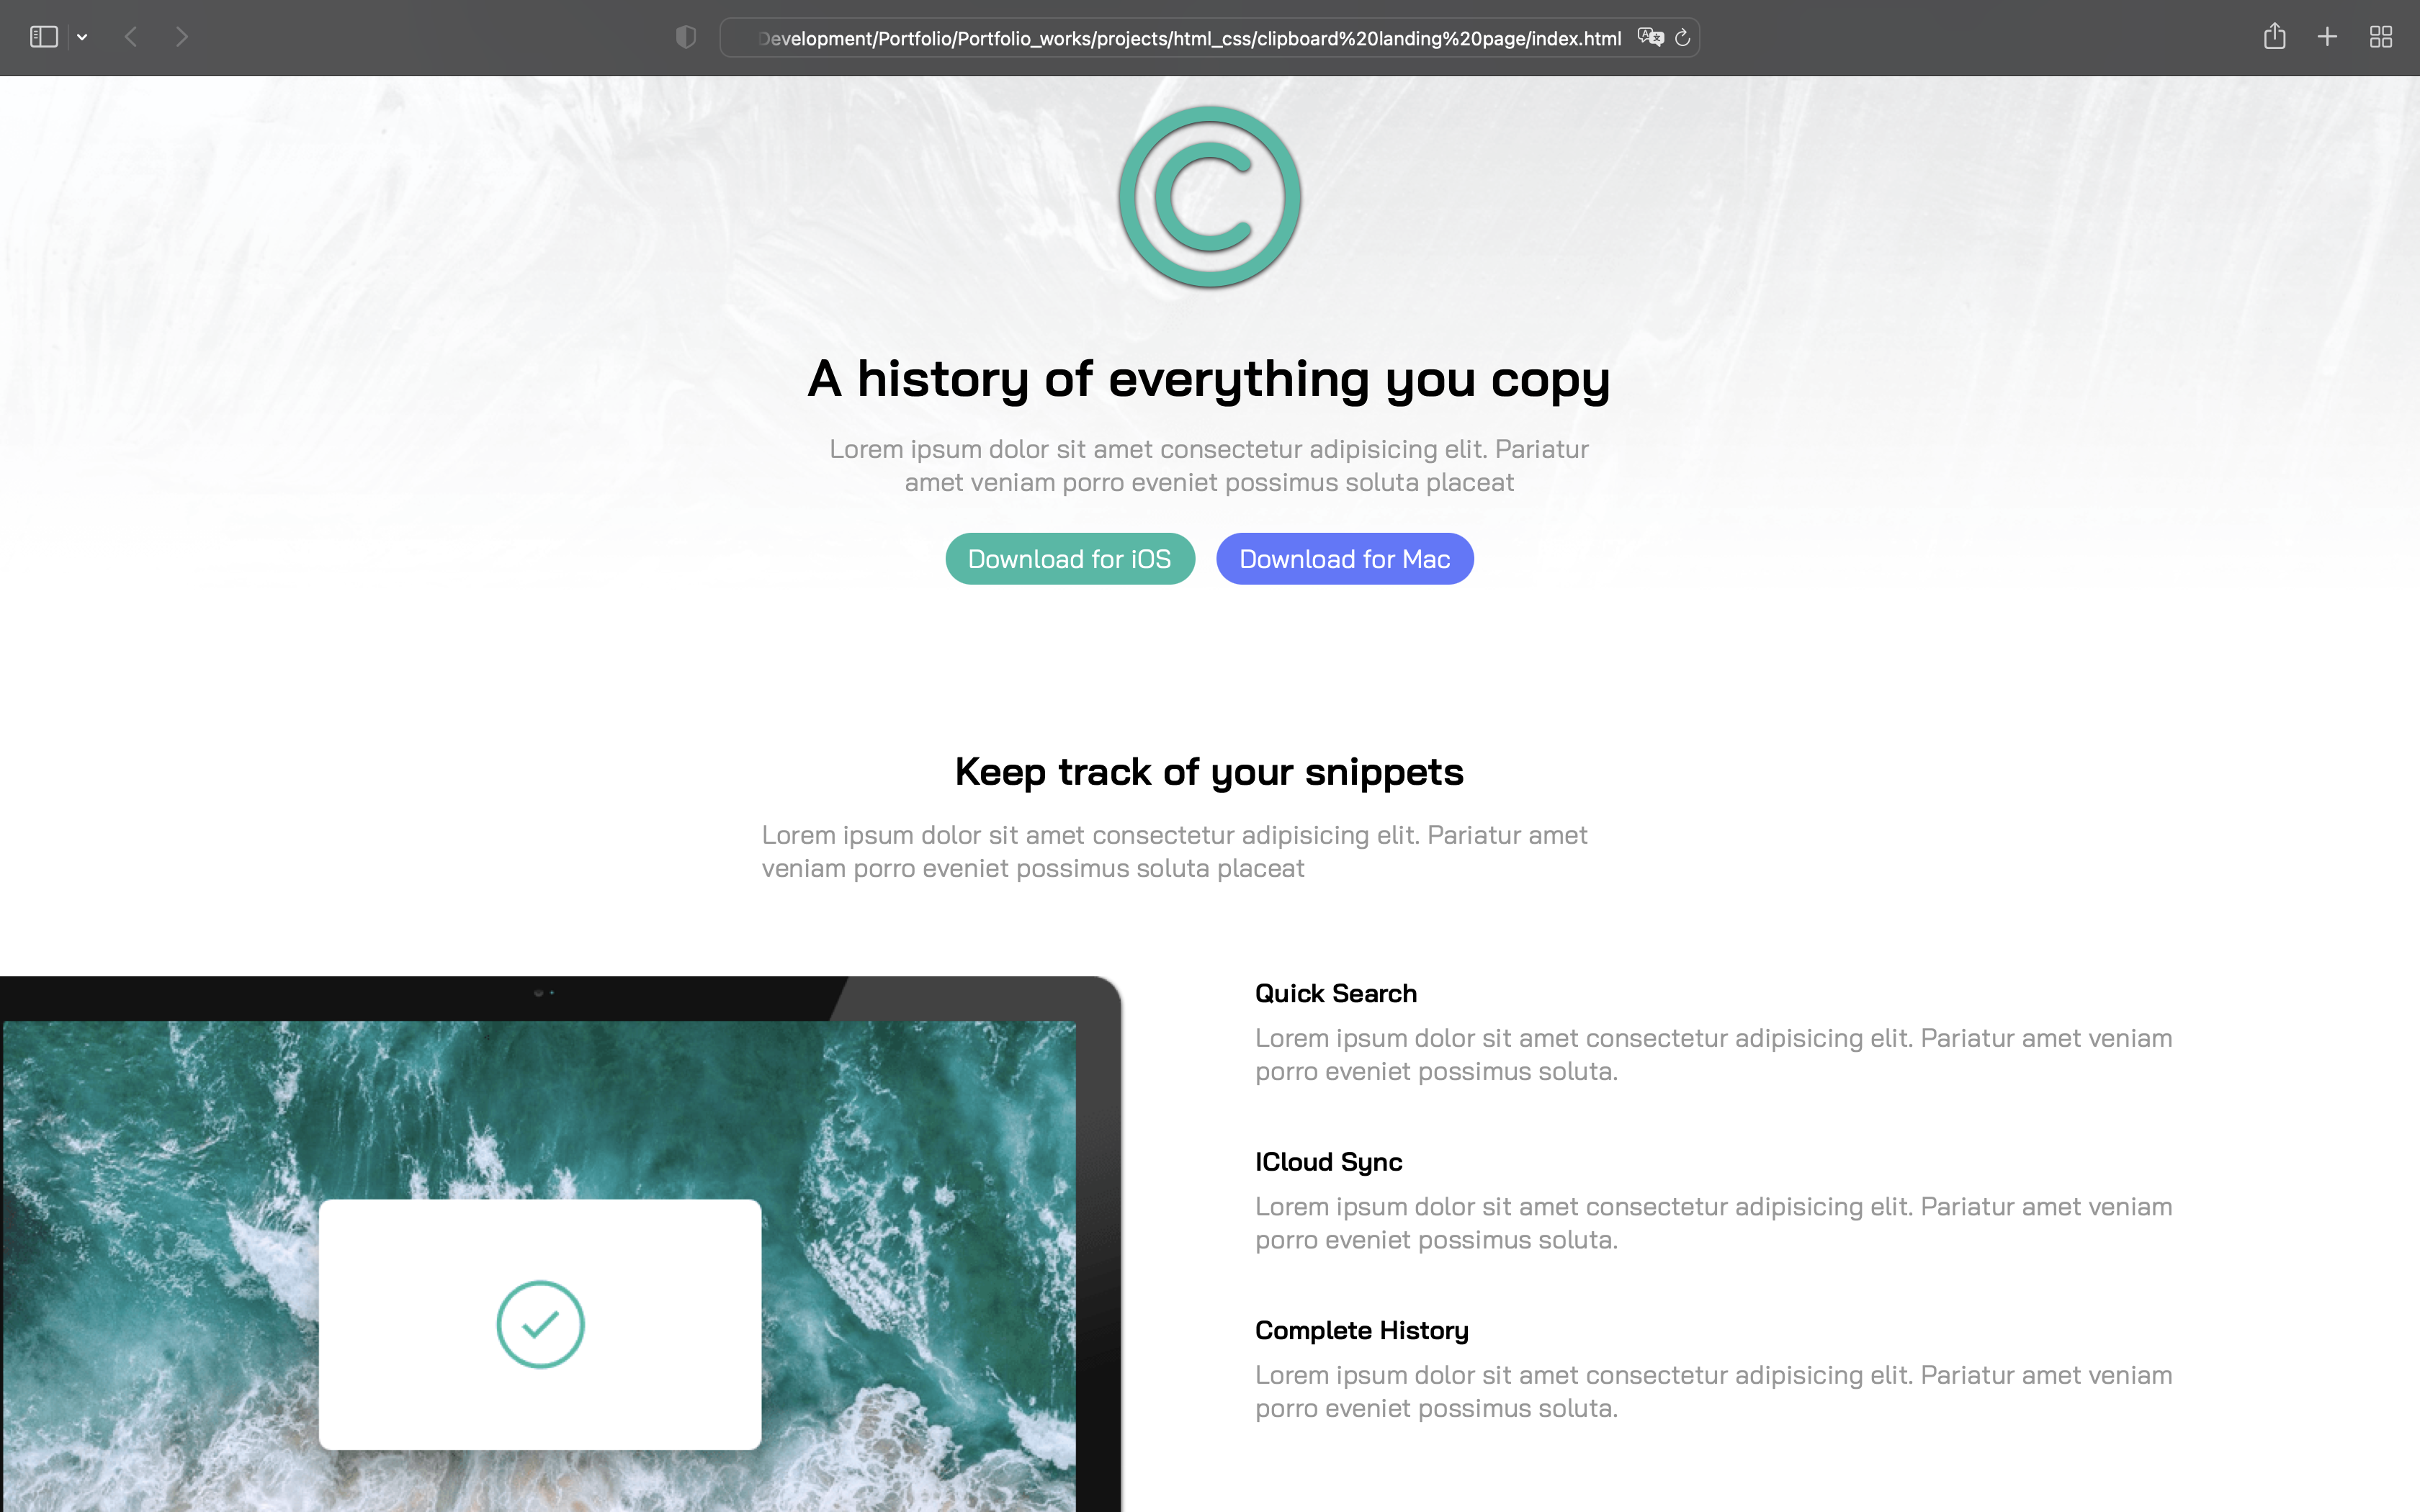 Development/Portfolio/Portfolio_works/projects/html_css/clipboard%20landing%20page/index.html
A history of everything you copy
Lorem ipsum dolor sit amet consectetur adipisicing elit. Pariatur
amet veniam porro eveniet possimus soluta placeat
Download for iOS
Download for Mac
Keep track of your snippets
Lorem ipsum dolor sit amet consectetur adipisicing elit. Pariatur amet
veniam porro eveniet possimus soluta placeat
Quick Search
Lorem ipsum dolor sit amet consectetur adipisicing elit. Pariatur amet veniam
porro eveniet possimus soluta.
ICloud Sync
Lorem ipsum dolor sit amet consectetur adipisicing elit. Pariatur amet veniam
porro eveniet possimus soluta.
Complete History
Lorem ipsum dolor sit amet consectetur adipisicing elit. Pariatur amet veniam
porro eveniet possimus soluta.